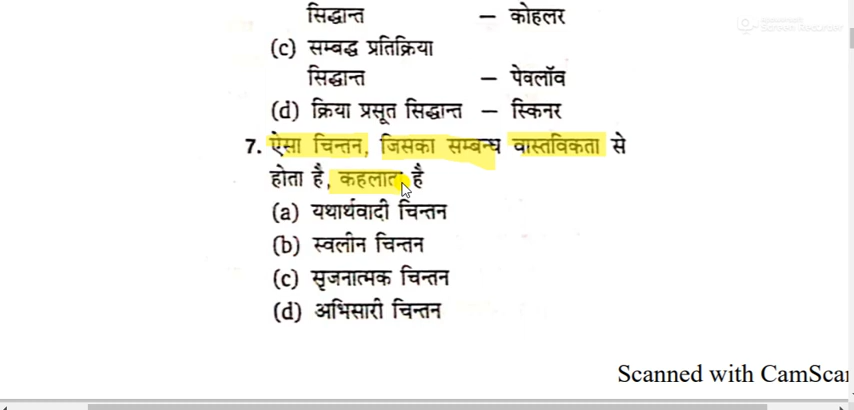 सिद्धान्त – कोहलर
(c) सम्बद्ध प्रतिक्रिया
सिद्धान्त – पेवलॉव
(d) क्रिया प्रसूत सिद्धान्त – स्किनर
7. ऐसा चिन्तन, जिसका सम्बन्ध वास्तविकता से
होता है, कहलाता है
(a) यथार्थवादी चिन्तन
(b) स्वलीन चिन्तन
(c) सृजनात्मक चिन्तन
(d) अभिसारी चिन्तन
Scanned with CamScan